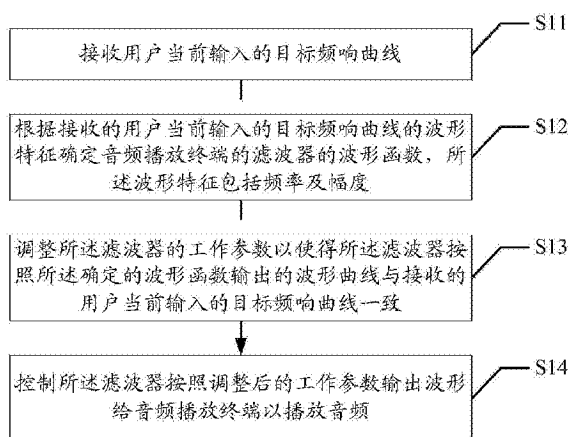 S11
接收用户当前输入的目标频响曲线
S12
根据接收的用户当前输入的目标频响曲线的波形
特征确定音频播放终端的滤波器的波形函数，所
述波形特征包括频率及幅度
S13
调整所述滤波器的工作参数以使得所述滤波器按
照所述确定的波形函数输出的波形曲线与接收的
用户当前输入的目标频响曲线一致
S14
控制所述滤波器按照调整后的工作参数输出波形
给音频播放终端以播放音频